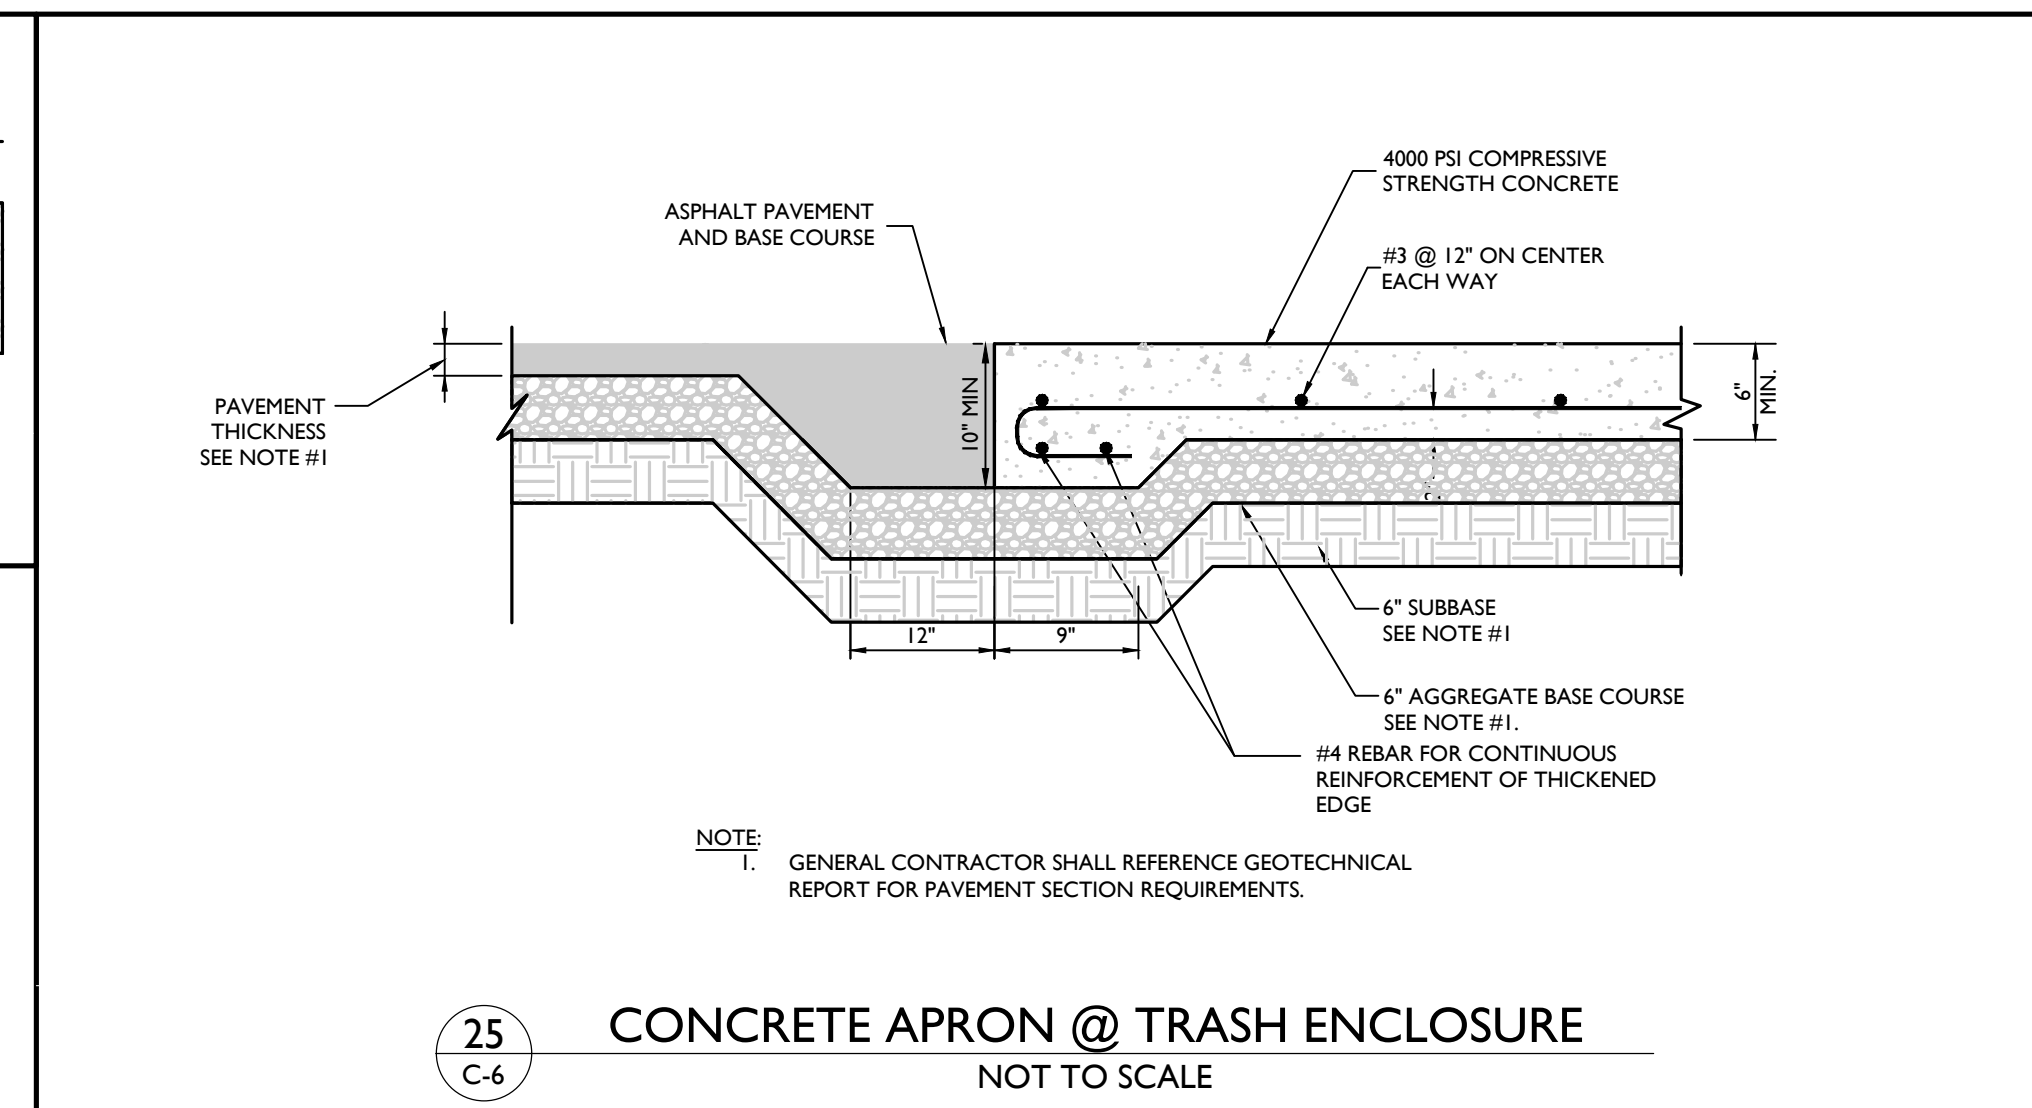 4000 PSI COMPRESSIVE
STRENGTH CONCRETE
ASPHALT PAVEMENT
AND BASE COURSE
#3 @ 12" ON CENTER
EACH WAY
PAVEMENT
THICKNESS
SEE NOTE #1
10" MIN
6"
MIN.
12"
9"
6" SUBBASE
SEE NOTE #1
6" AGGREGATE BASE COURSE
SEE NOTE #1.
#4 REBAR FOR CONTINUOUS
REINFORCEMENT OF THICKENED
EDGE
NOTE:
1. GENERAL CONTRACTOR SHALL REFERENCE GEOTECHNICAL
REPORT FOR PAVEMENT SECTION REQUIREMENTS.
25
C-6
CONCRETE APRON @ TRASH ENCLOSURE
NOT TO SCALE